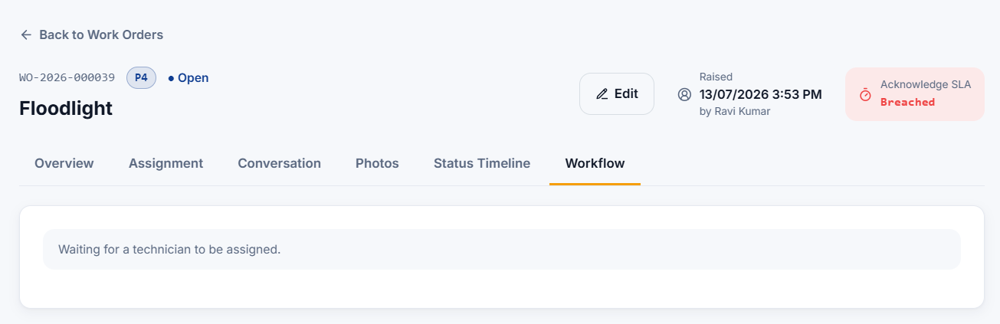 Back to Work Orders
WO-2026-000039 P4 Open
Floodlight
Edit
Raised
13/07/2026 3:53 PM
by Ravi Kumar
Acknowledge SLA
Breached
Overview Assignment Conversation Photos Status Timeline Workflow
Waiting for a technician to be assigned.